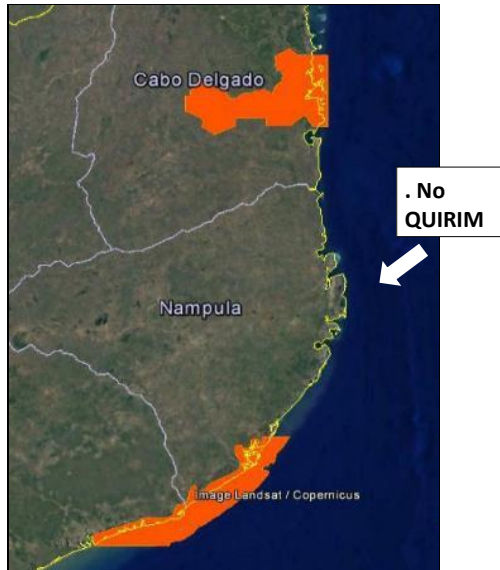 Cabo Delgado
. No
QUIRIM
Nampula
Image Landsat / Copernicus